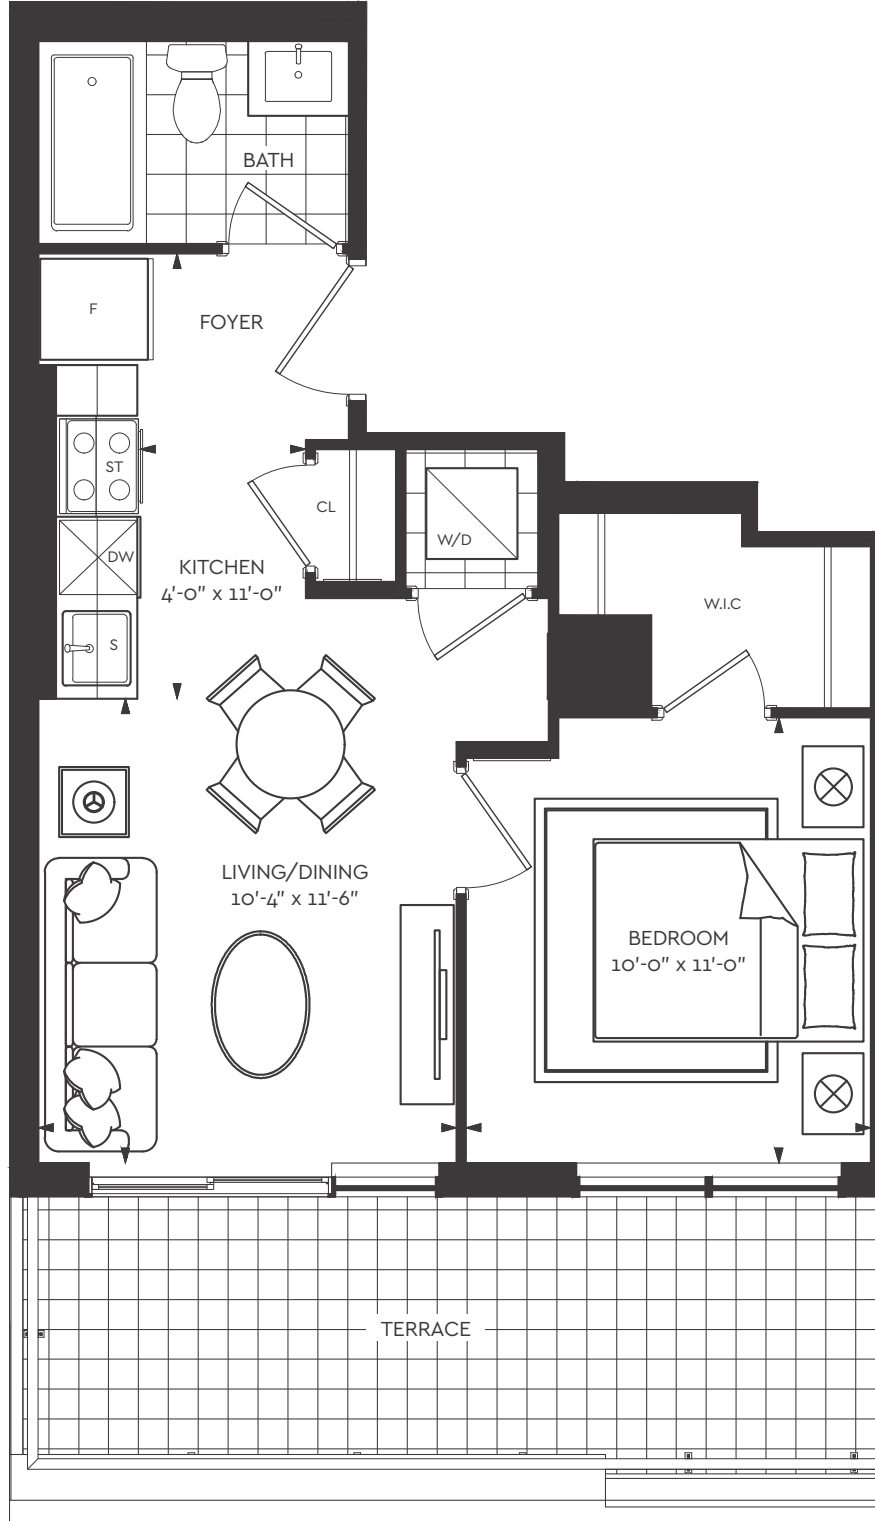 BATH
F
FOYER
ST
CL
W/D
DW
KITCHEN
4'-0" x 11'-0"
W.I.C
S
LIVING/DINING
10'-4" x 11'-6"
BEDROOM
10'-0" x 11'-0"
TERRACE